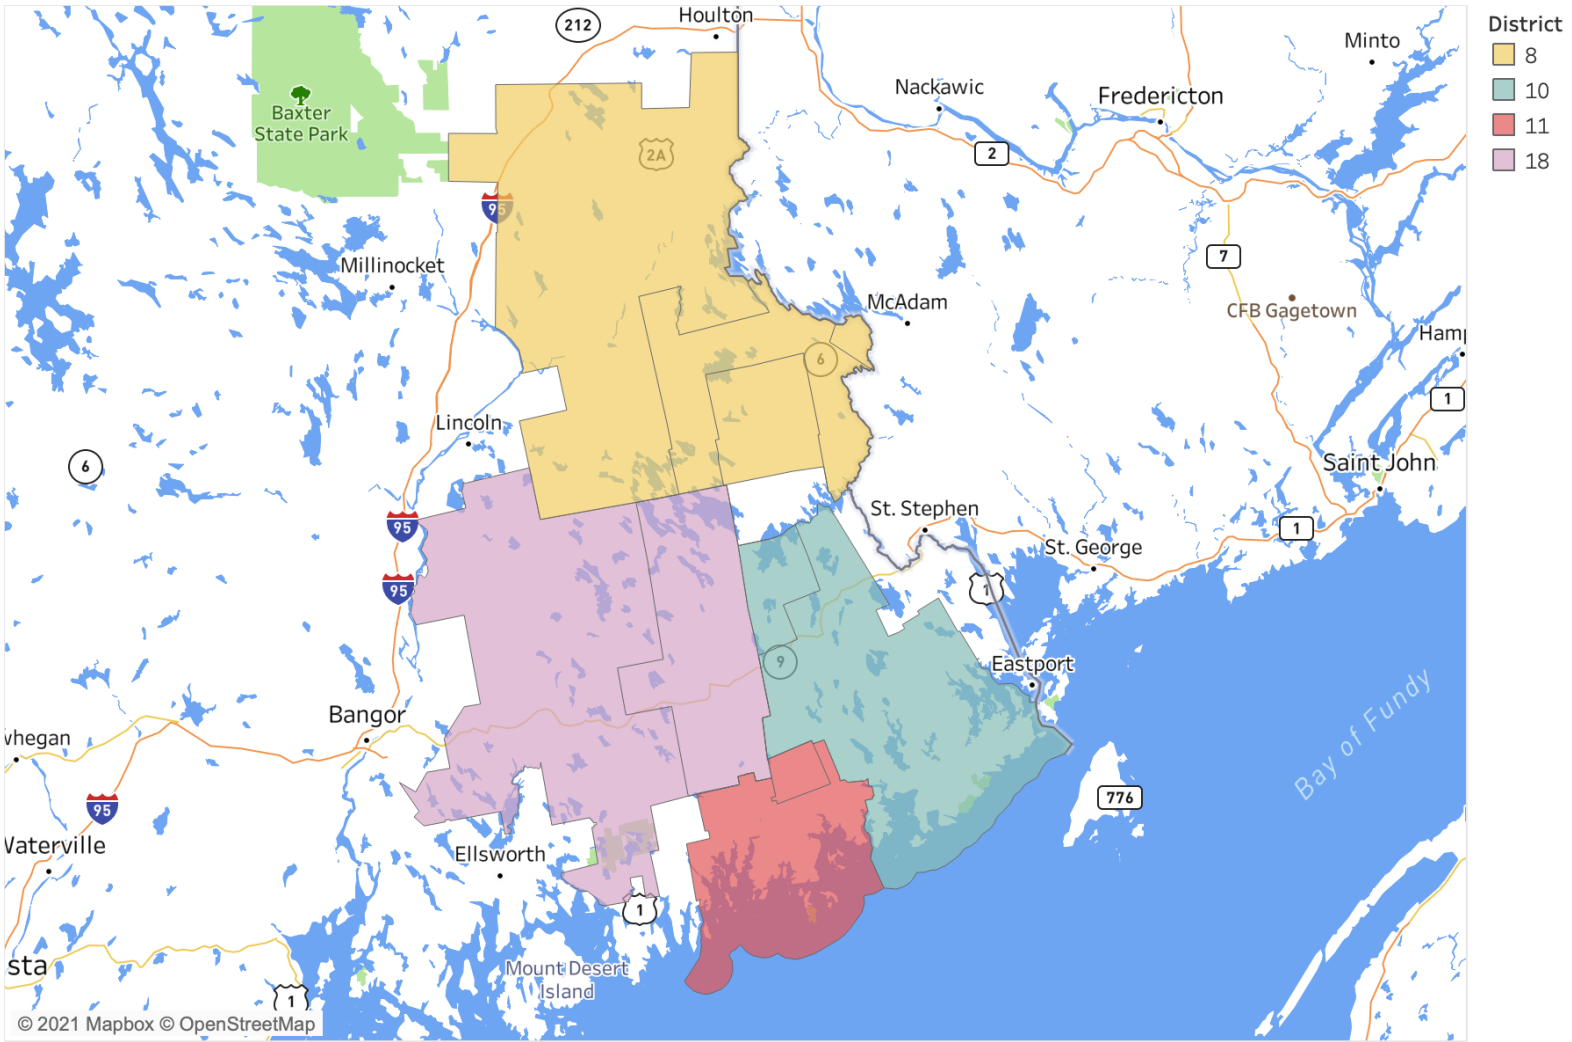 District
8
10
11
18
212
Houlton
Minto
Nackawic
Fredericton
Baxter
State Park
2A
2
95
7
Millinocket
McAdam
CFB Gagetown
Hamp
6
1
Lincoln
6
Saint John
St. Stephen
95
1
St. George
95
1
Eastport
9
Bangor
whegan
Bay of Fundy
95
776
Waterville
Ellsworth
1
sta
Mount Desert
Island
1
© 2021 Mapbox © OpenStreetMap